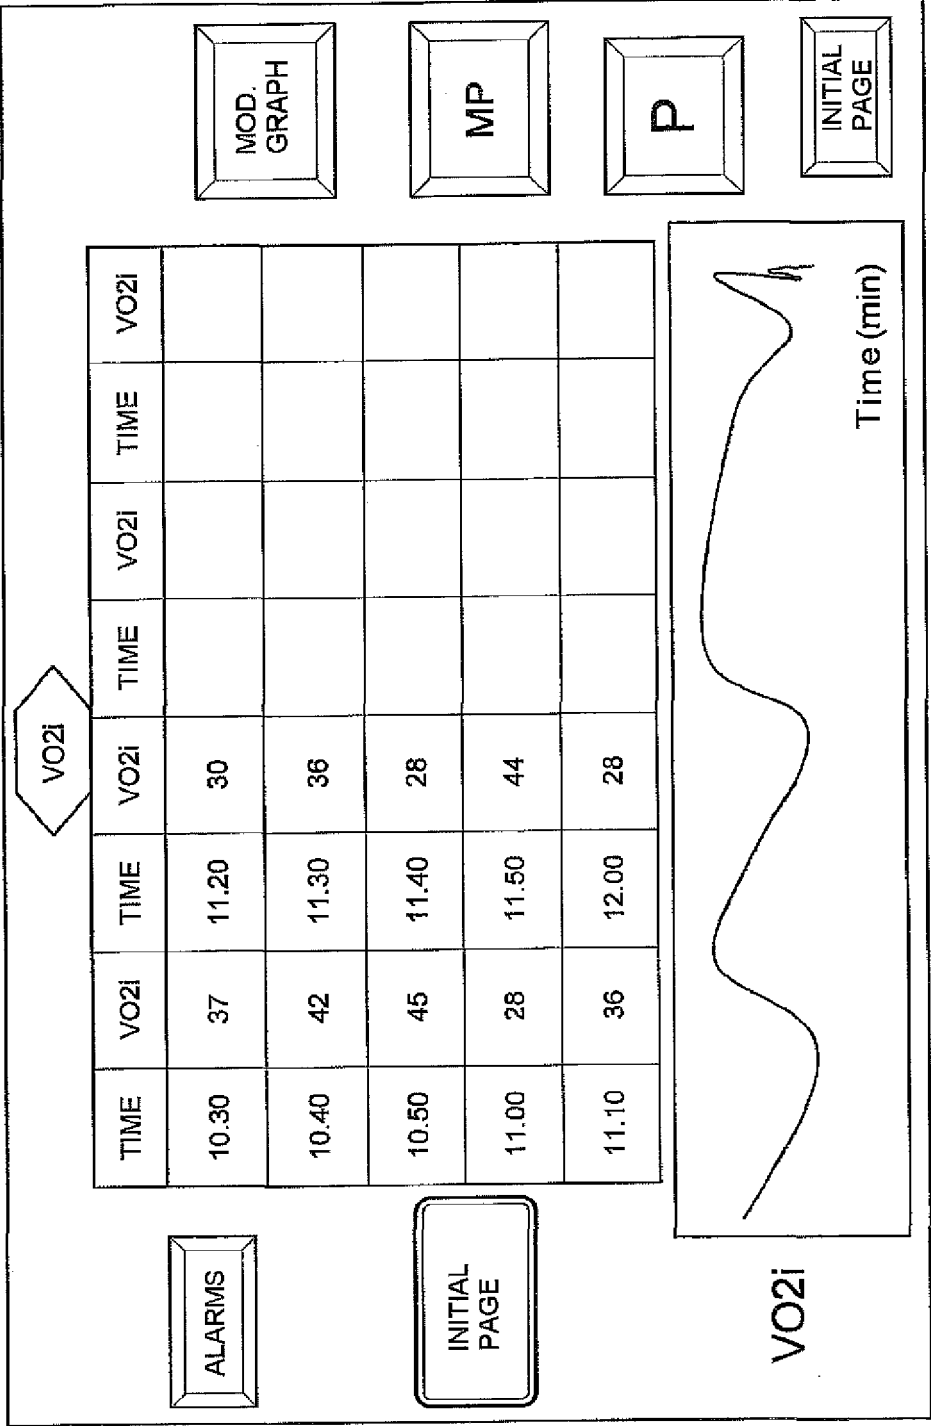 VO2i
ALARMS
INITIAL
PAGE
TIME VO2I TIME VO2i TIME VO2i TIME VO2i
10.30 37 11.20 30
10.40 42 11.30 36
10.50 45 11.40 28
11.00 28 11.50 44
11.10 36 12.00 28
MOD.
GRAPH
MP
P
INITIAL
PAGE
VO2i
Time (min)